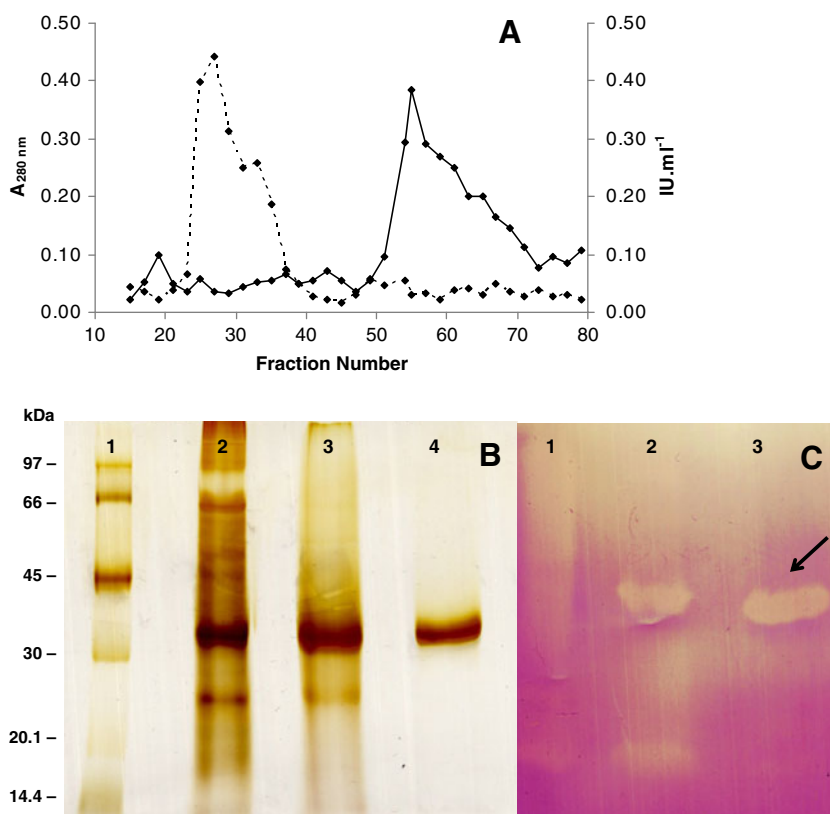 A
0.50 0.50
0.40 0.40
0.30 0.30
0.20 0.20
0.10 0.10
0.00 0.00
A280 nm
IU.ml-1
10 20 30 40 50 60 70 80
Fraction Number
kDa
1 2 3 4 B
97 –
66 –
45 –
30 –
20.1 –
14.4 –
1 2 3 C